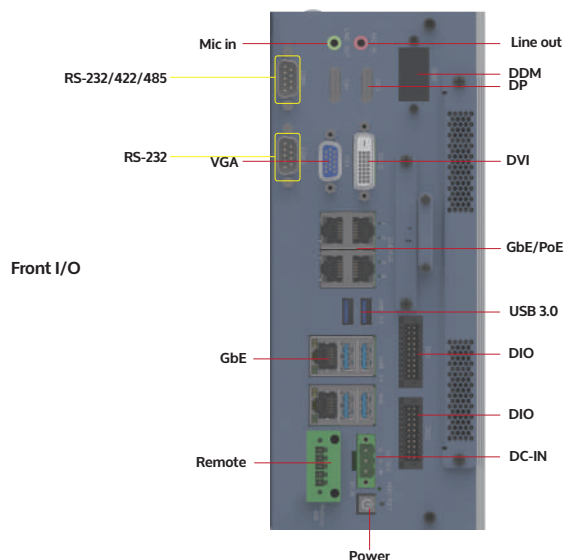 Mic in
Line out
RS-232/422/485
DDM
DP
RS-232
VGA
DVI
GbE/PoE
Front I/O
USB 3.0
GbE
DIO
DIO
Remote
DC-IN
Power